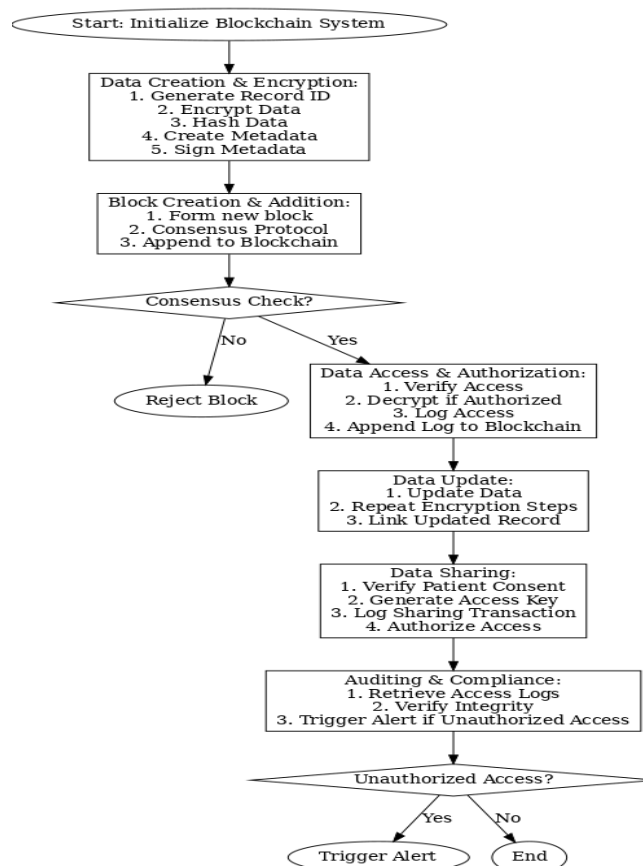 Start: Initialize Blockchain System
Data Creation & Encryption:
1. Generate Record ID
2. Encrypt Data
3. Hash Data
4. Create Metadata
5. Sign Metadata
Block Creation & Addition:
1. Form new block
2. Consensus Protocol
3. Append to Blockchain
Consensus Check?
No
Yes
Reject Block
Data Access & Authorization:
1. Verify Access
2. Decrypt if Authorized
3. Log Access
4. Append Log to Blockchain
Data Update:
1. Update Data
2. Repeat Encryption Steps
3. Link Updated Record
Data Sharing:
1. Verify Patient Consent
2. Generate Access Key
3. Log Sharing Transaction
4. Authorize Access
Auditing & Compliance:
1. Retrieve Access Logs
2. Verify Integrity
3. Trigger Alert if Unauthorized Access
Unauthorized Access?
Yes
No
Trigger Alert
End